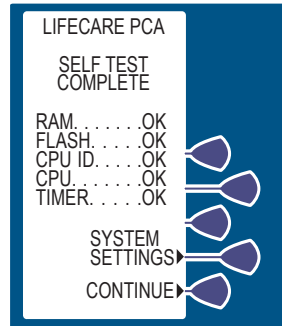 LIFECARE PCA
SELF TEST
COMPLETE
RAM. . . . . . .OK
FLASH. . . . .OK
CPU ID. . . . .OK
CPU. . . . . . .OK
TIMER. . . . .OK
SYSTEM
SETTINGS
CONTINUE